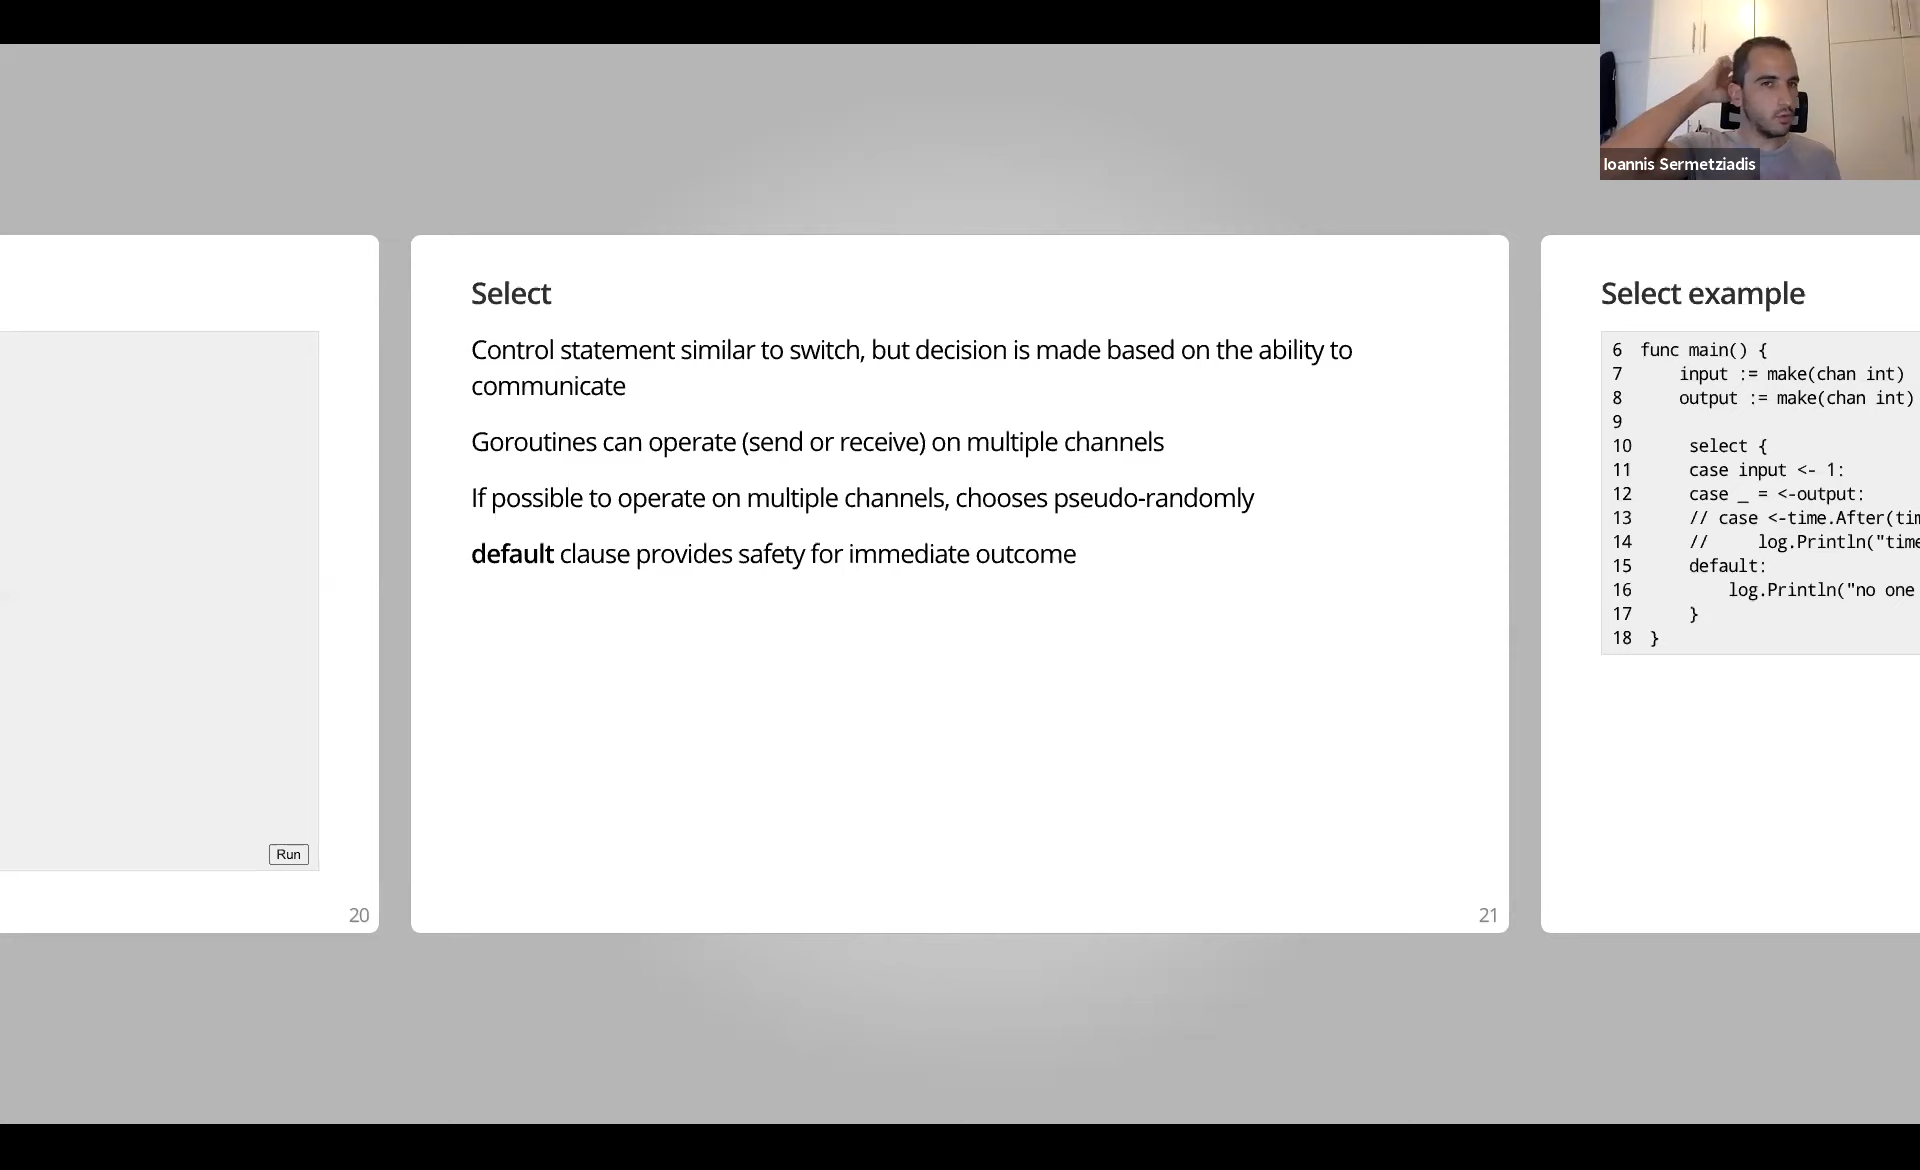 Ioannis Sermetziadis
Run
20
Select
Control statement similar to switch, but decision is made based on the ability to
communicate
Goroutines can operate (send or receive) on multiple channels
If possible to operate on multiple channels, chooses pseudo-randomly
default clause provides safety for immediate outcome
21
Select example
6 func main() {
7 input := make(chan int)
8 output := make(chan int)
9
10 select {
11 case input <- 1:
12 case _ = <-output:
13 // case <-time.After(tim
14 // log.Println("time
15 default:
16 log.Println("no one
17 }
18 }